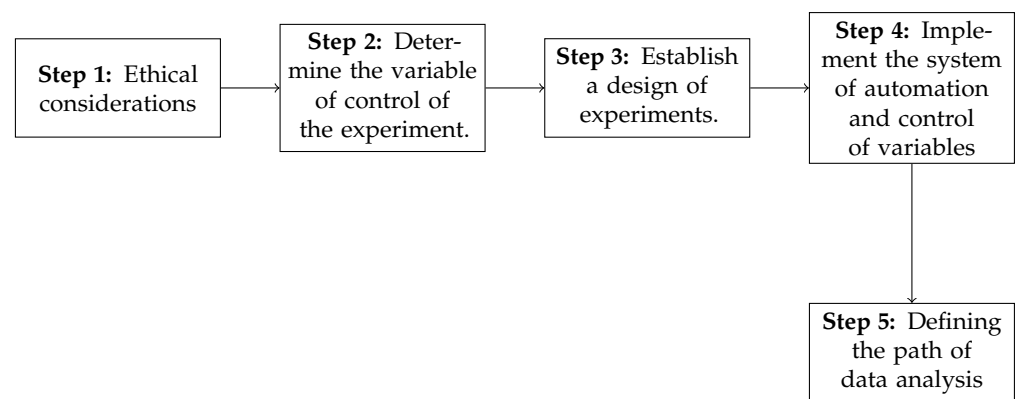 Step 1: Ethical
considerations
Step 2: Deter-
mine the variable
of control of
the experiment.
Step 3: Establish
a design of
experiments.
Step 4: Imple-
ment the system
of automation
and control
of variables
Step 5: Defining
the path of
data analysis